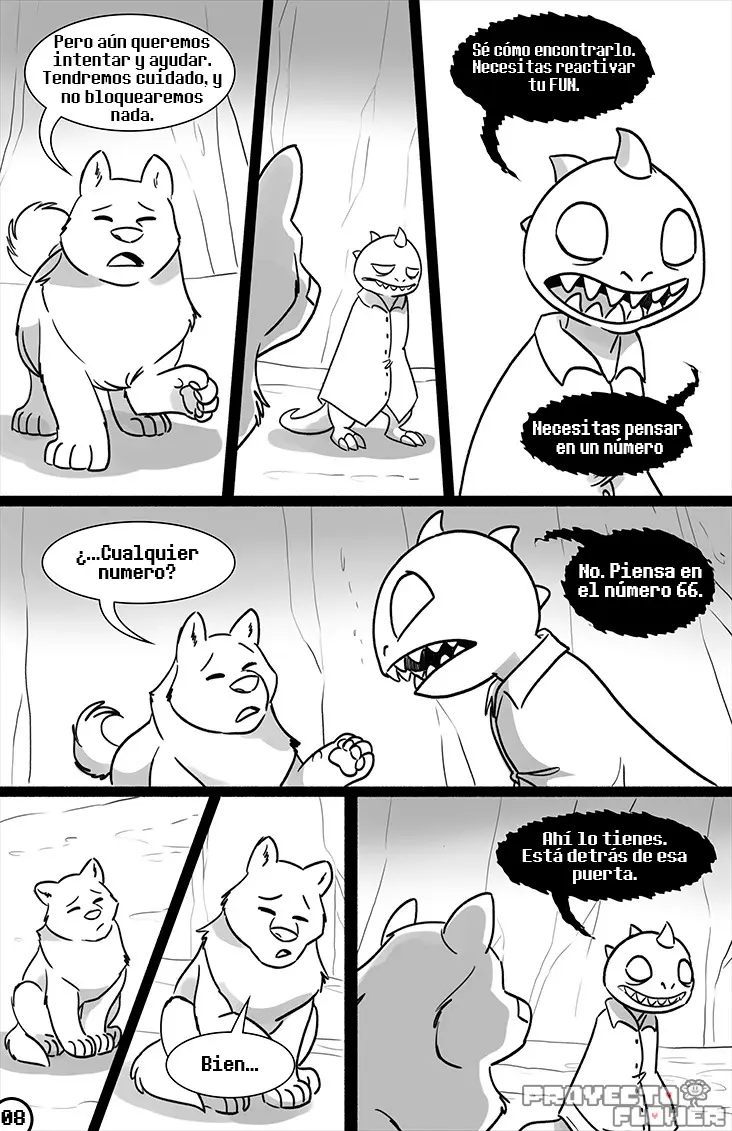 Pero aún queremos
intentar y ayudar.
Tendremos cuidado, y
no bloquearemos
nada.
Sé cómo encontrarlo.
Necesitas reactivar
tu FUN.
Necesitas pensar
en un número
¿...Cualquier
numero?
No. Piensa en
el número 66.
Bien...
Ahí lo tienes.
Está detrás de esa
puerta.
08
PROYECTO
FLOWER